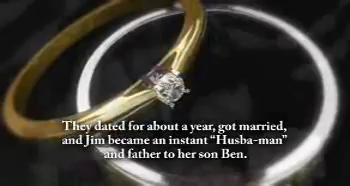 They dated for about a year, got married,
and Jim became an instant “Husba-man”
and father to her son Ben.